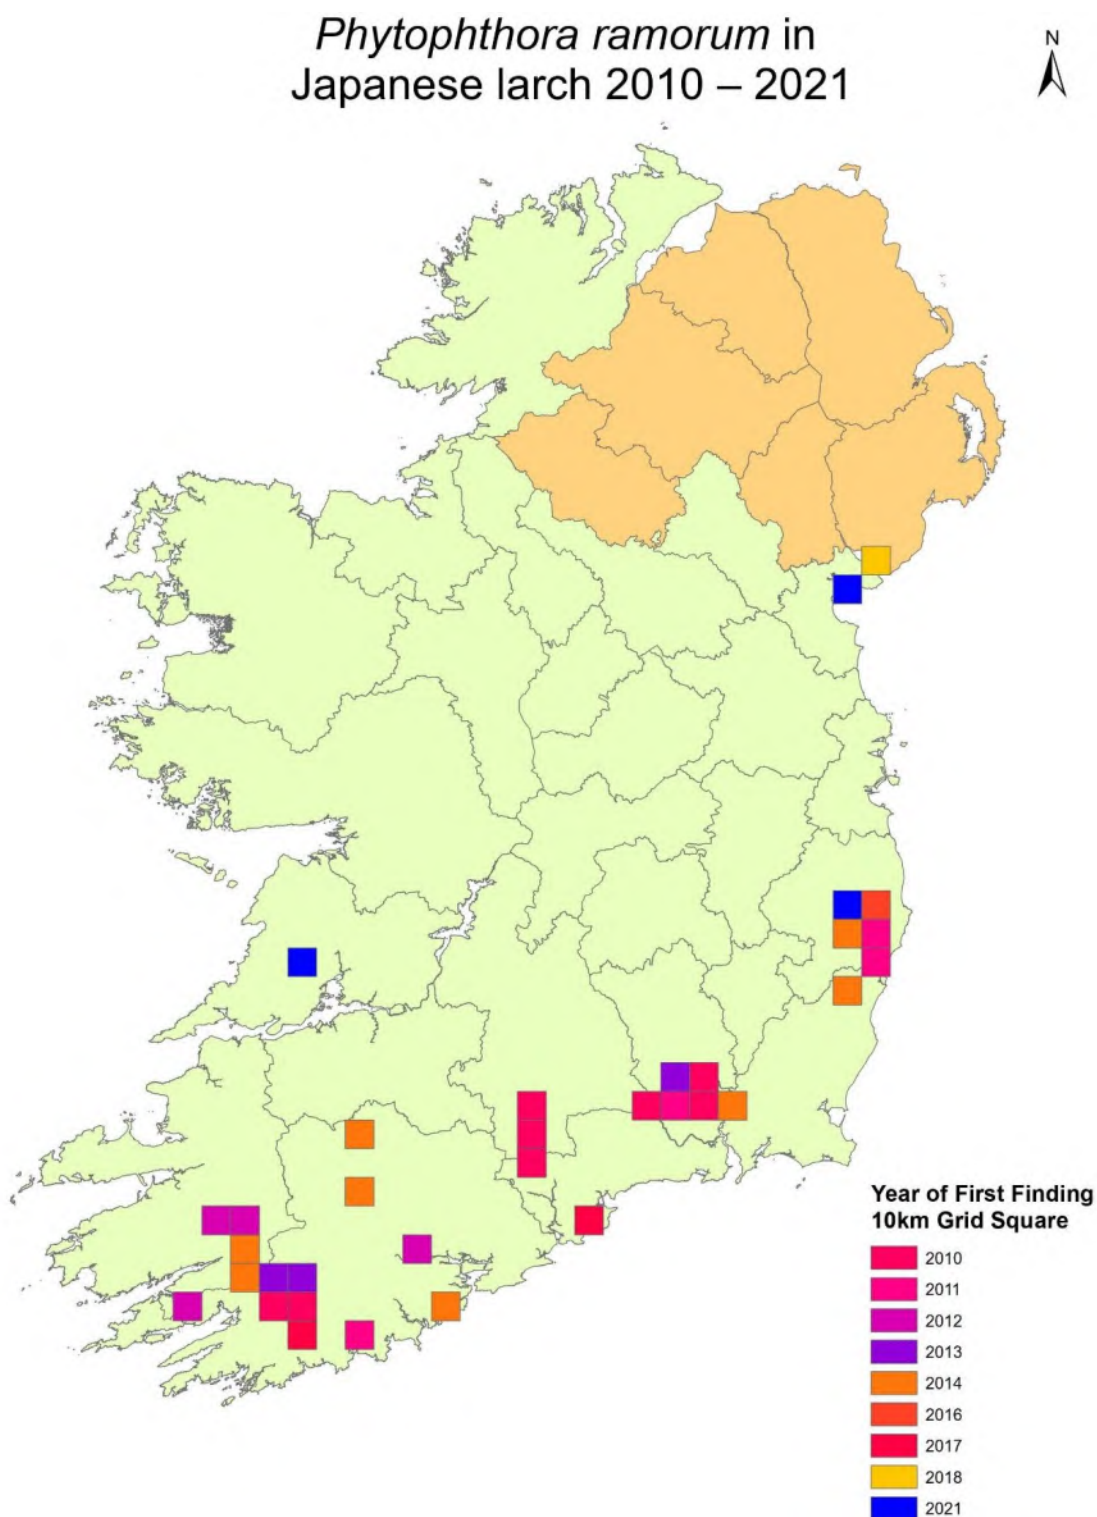 Phytophthora ramorum in
Japanese larch 2010 – 2021
N
Year of First Finding
10km Grid Square
2010
2011
2012
2013
2014
2016
2017
2018
2021